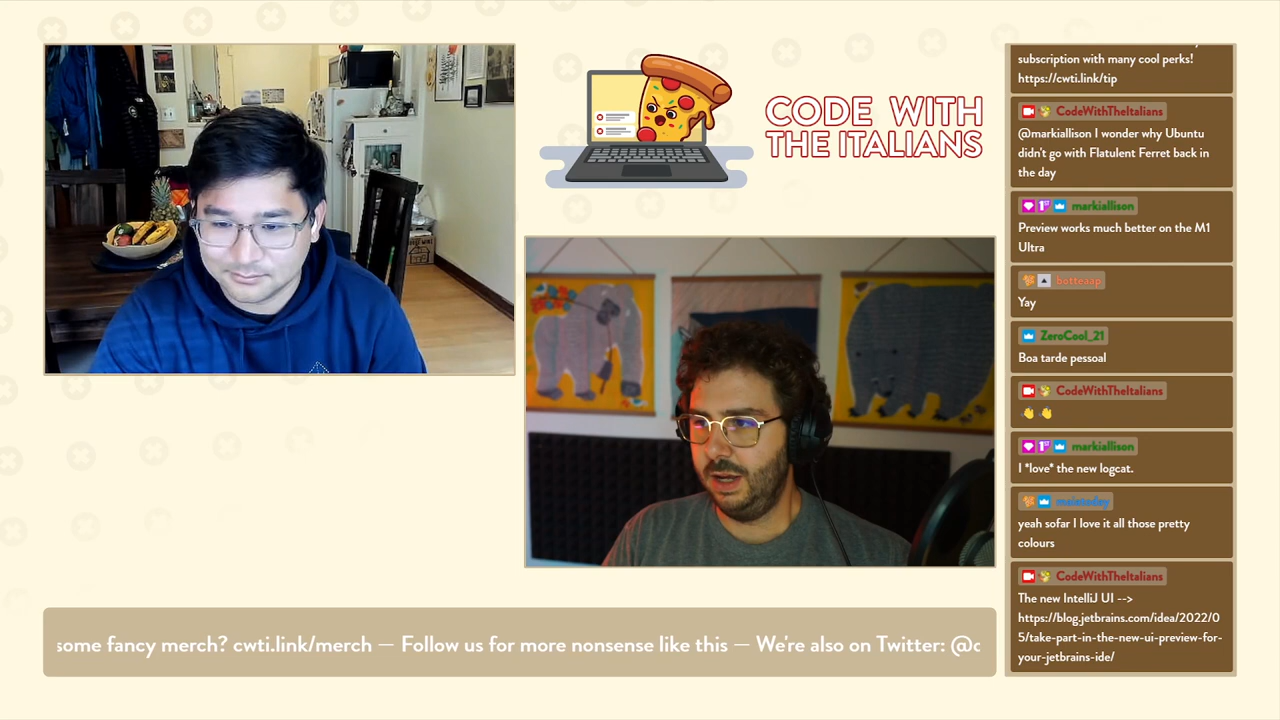 CODE WITH
THE ITALIANS
subscription with many cool perks!
https://cwti.link/tip
CodeWithTheItalians
@markiallison I wonder why Ubuntu
didn't go with Flatulent Ferret back in
the day
markiallison
Preview works much better on the M1
Ultra
botteaap
Yay
ZeroCool_21
Boa tarde pessoal
CodeWithTheItalians
markiallison
I *love* the new logcat.
yeah sofar I love it all those pretty
colours
CodeWithTheItalians
The new IntelliJ UI -->
https://blog.jetbrains.com/idea/2022/0
5/take-part-in-the-new-ui-preview-for-
your-jetbrains-ide/
some fancy merch? cwti.link/merch — Follow us for more nonsense like this — We're also on Twitter: @c